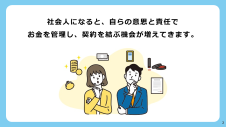 社会人になると、自らの意思と責任で
お金を管理し、契約を結ぶ機会が増えてきます。